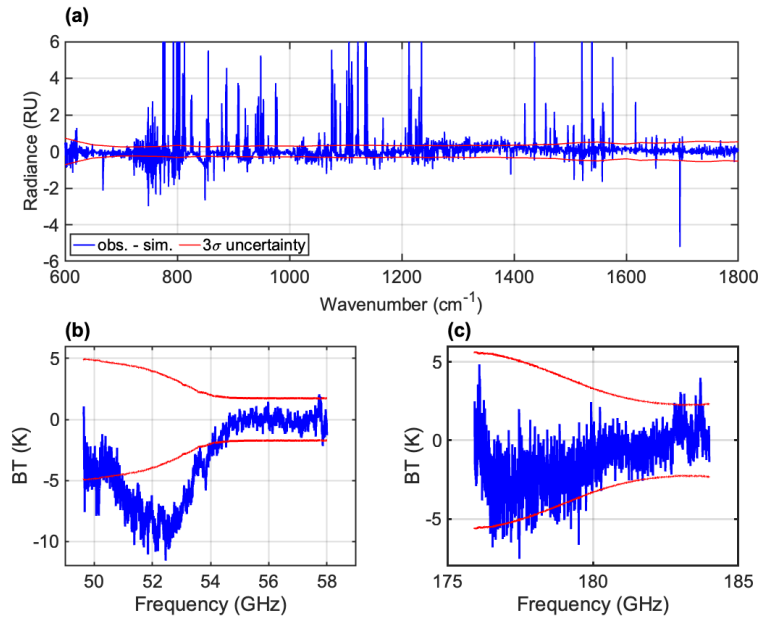 (a)
6
4
2
0
-2
-4
-6
Radiance (RU)
obs. - sim.
3σ uncertainty
600
800
1000
1200
1400
1600
1800
Wavenumber (cm⁻¹)
(b)
5
0
-5
-10
BT (K)
50
52
54
56
58
Frequency (GHz)
(c)
5
0
-5
BT (K)
175
180
185
Frequency (GHz)